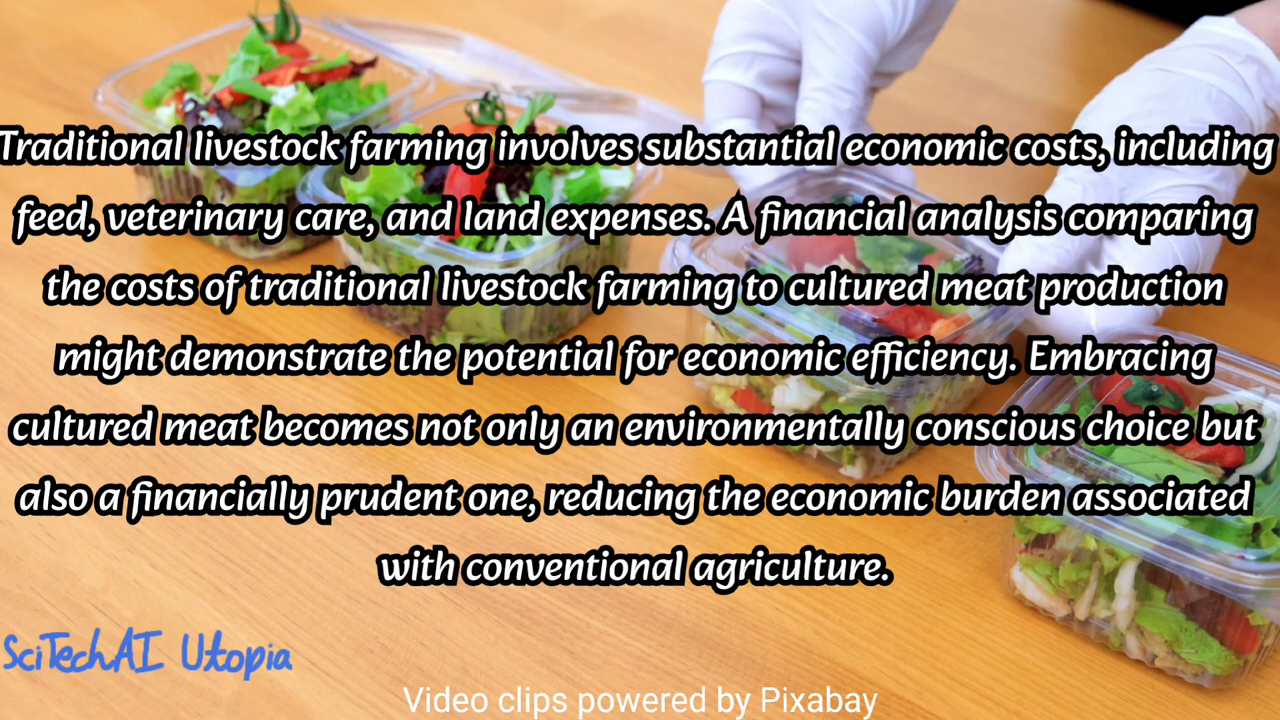 Traditional livestock farming involves substantial economic costs, including
feed, veterinary care, and land expenses. A financial analysis comparing
the costs of traditional livestock farming to cultured meat production
might demonstrate the potential for economic efficiency. Embracing
cultured meat becomes not only an environmentally conscious choice but
also a financially prudent one, reducing the economic burden associated
with conventional agriculture.
SciTechAI Utopia
Video clips powered by Pixabay